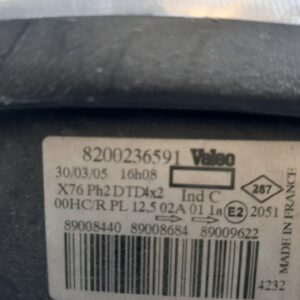 8200236591 Valeo
30/03/05 16h08
X76 Ph2 DTD4x2 Ind C 287
00HC/R PL 12,5 02A 01 1a E2 2051
89008440 89008684 89009622
4232
MADE IN FRANCE